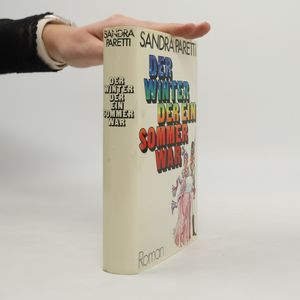 SANDRA
PARETTI
DER
WINTER
DER
EIN
SOMMER
WAR
SANDRA PARETTI
DER
WINTER
DER EIN
SOMMER
WAR
Roman